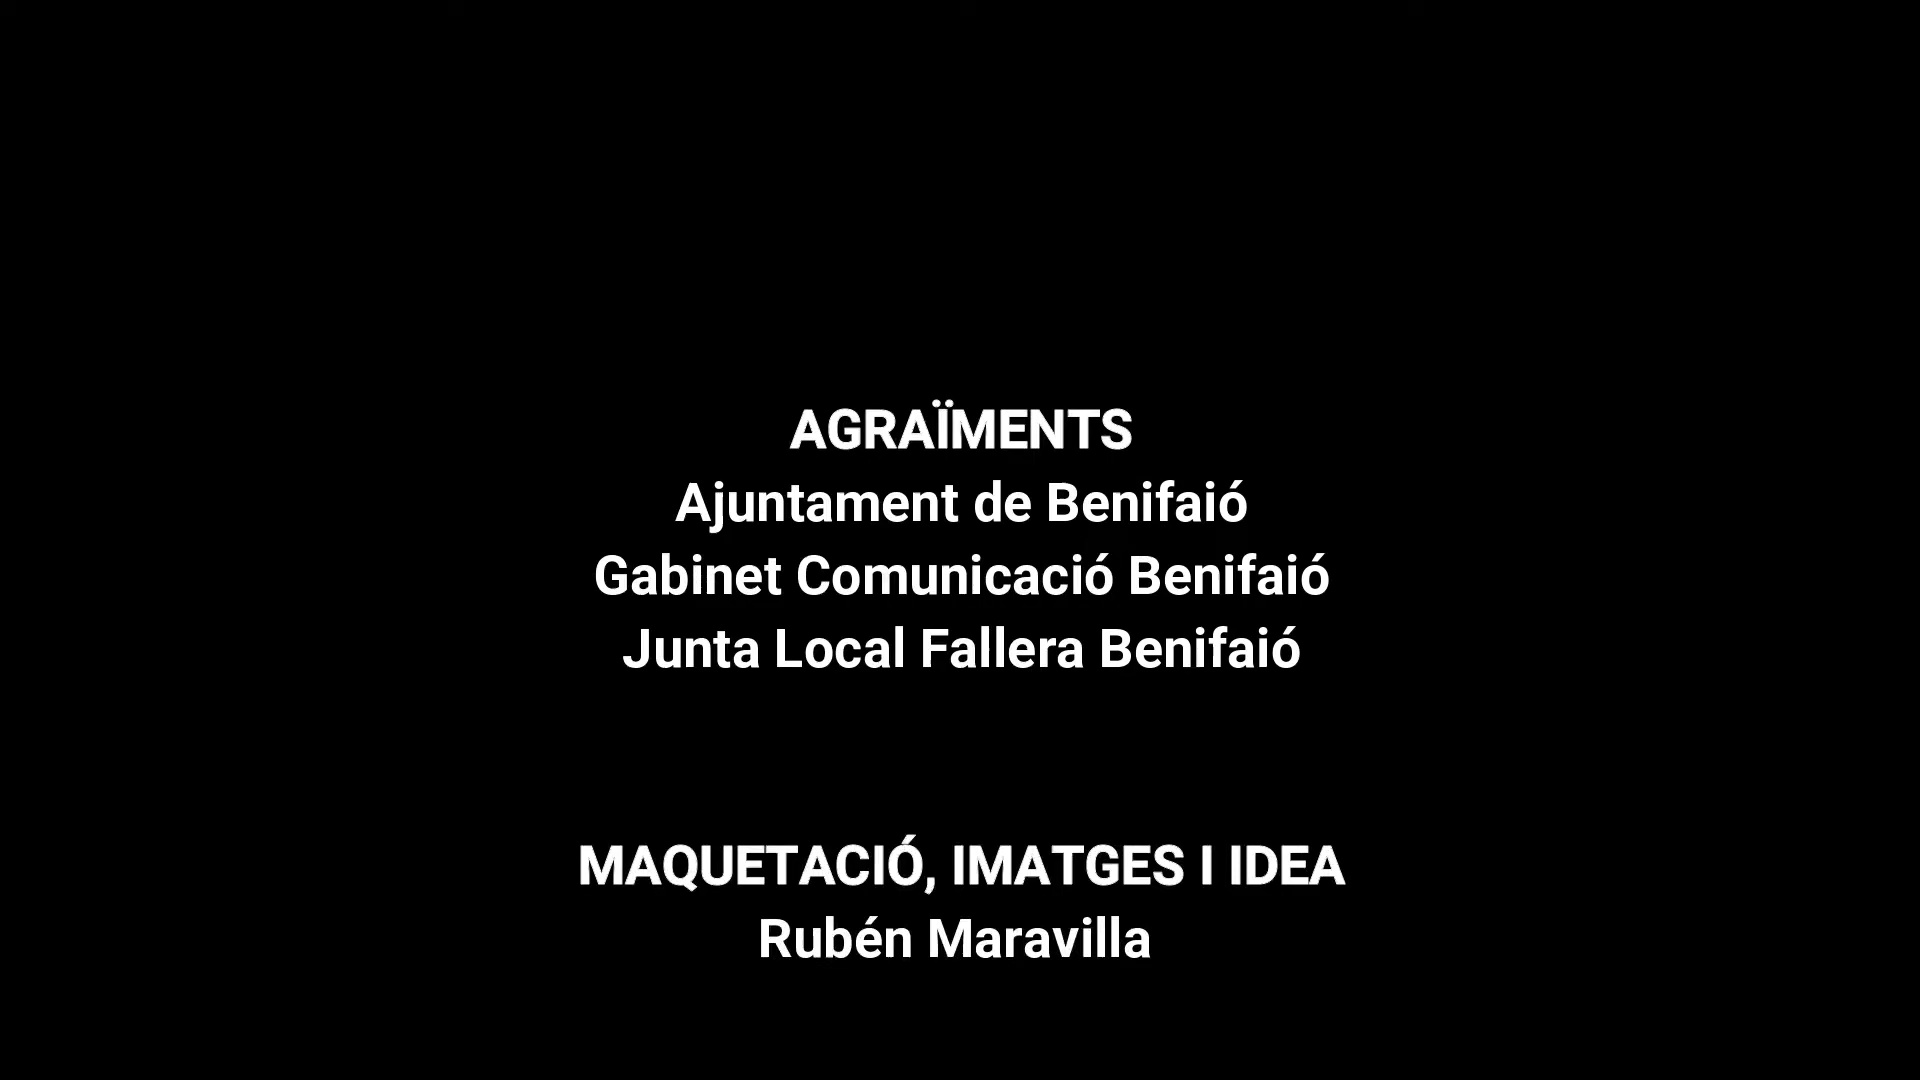 AGRAÏMENTS
Ajuntament de Benifaió
Gabinet Comunicació Benifaió
Junta Local Fallera Benifaió
MAQUETACIÓ, IMATGES I IDEA
Rubén Maravilla